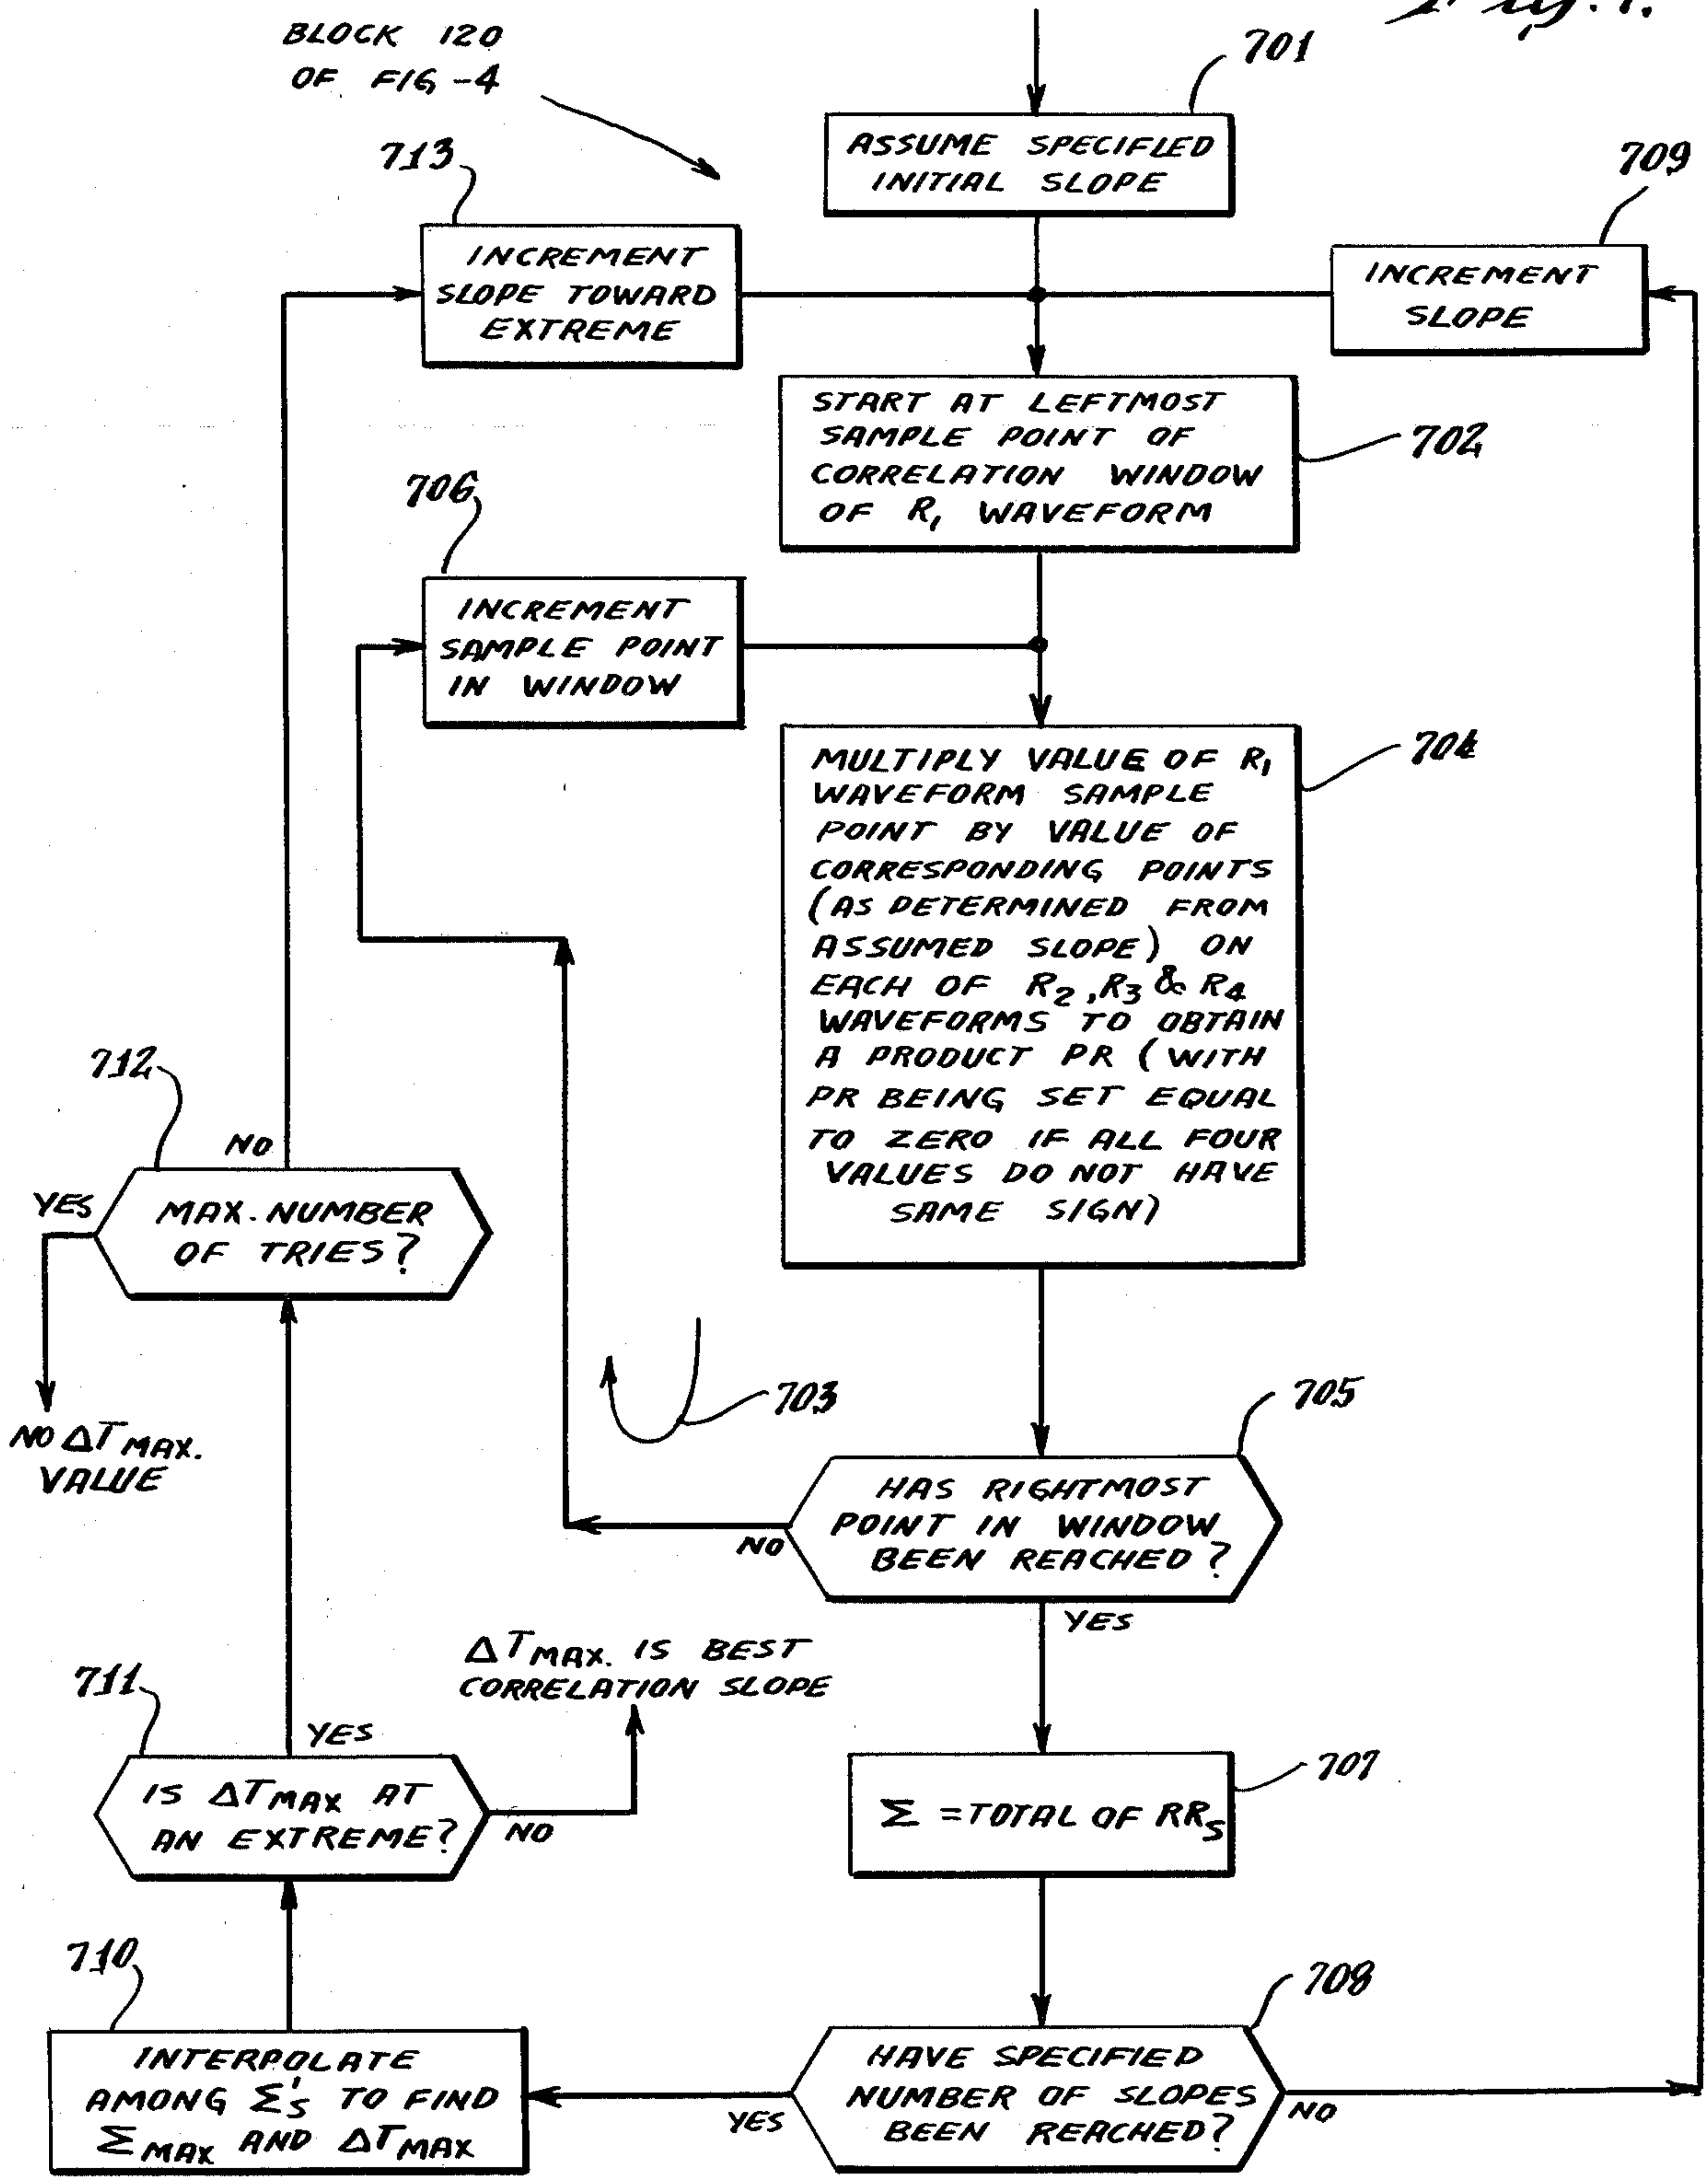 Fig. 7.
BLOCK 120
OF FIG-4
701
ASSUME SPECIFIED
INITIAL SLOPE
713
INCREMENT
SLOPE TOWARD
EXTREME
709
INCREMENT
SLOPE
702
START AT LEFTMOST
SAMPLE POINT OF
CORRELATION WINDOW
OF R₁ WAVEFORM
706
INCREMENT
SAMPLE POINT
IN WINDOW
704
MULTIPLY VALUE OF R₁
WAVEFORM SAMPLE
POINT BY VALUE OF
CORRESPONDING POINTS
(AS DETERMINED FROM
ASSUMED SLOPE) ON
EACH OF R₂,R₃ & R₄
WAVEFORMS TO OBTAIN
A PRODUCT PR (WITH
PR BEING SET EQUAL
TO ZERO IF ALL FOUR
VALUES DO NOT HAVE
SAME SIGN)
712
NO
YES
MAX. NUMBER
OF TRIES?
NO ΔT MAX.
VALUE
703
705
HAS RIGHTMOST
POINT IN WINDOW
BEEN REACHED?
NO
YES
ΔT MAX. IS BEST
CORRELATION SLOPE
711
YES
IS ΔT MAX AT
AN EXTREME?
NO
707
Σ = TOTAL OF RRs
710
INTERPOLATE
AMONG Σ's TO FIND
Σ MAX AND ΔT MAX
708
HAVE SPECIFIED
NUMBER OF SLOPES
BEEN REACHED?
YES
NO